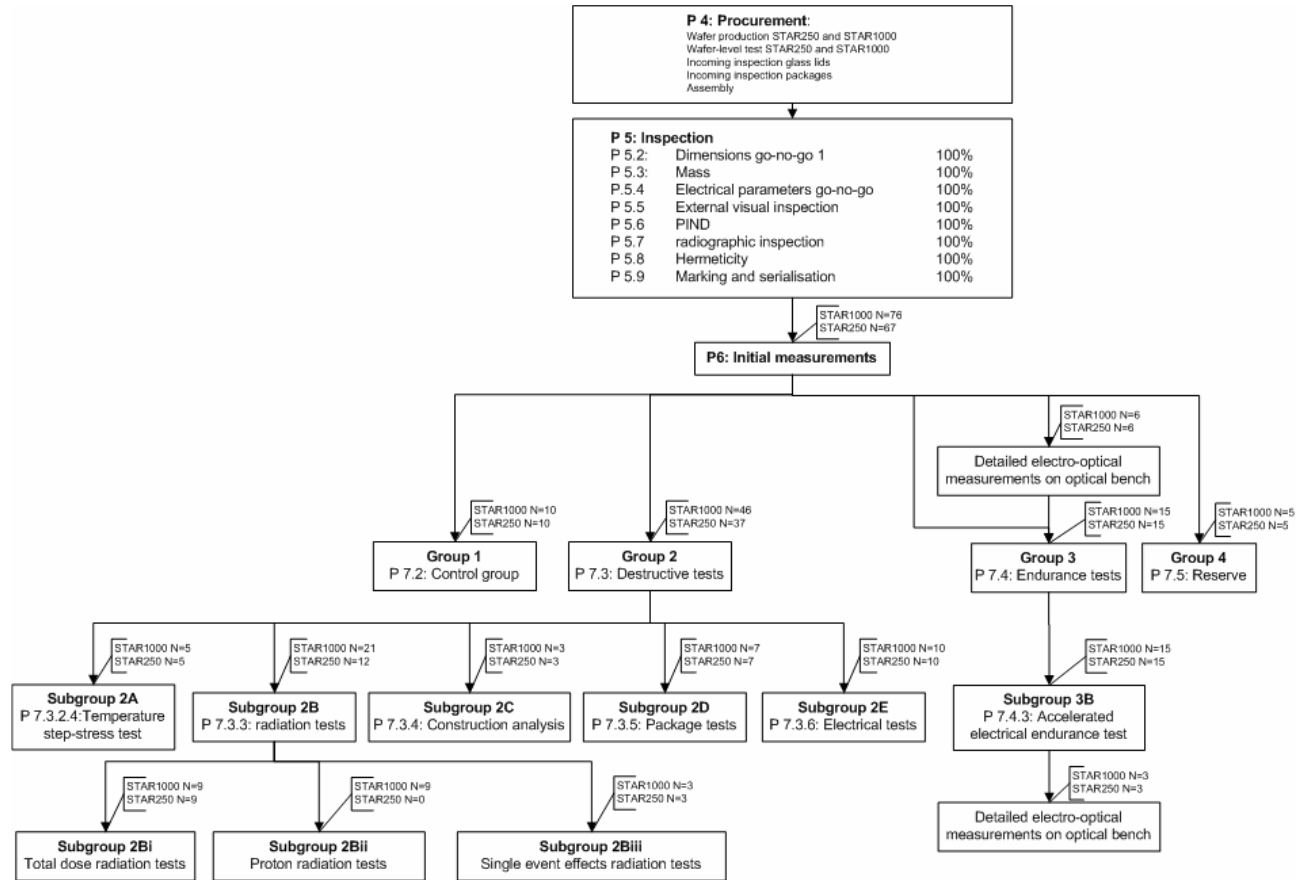 P 4: Procurement:
Wafer production STAR250 and STAR1000
Wafer-level test STAR250 and STAR1000
Incoming inspection glass lids
Incoming inspection packages
Assembly
P 5: Inspection
P 5.2: Dimensions go-no-go 1 100%
P 5.3: Mass 100%
P.5.4 Electrical parameters go-no-go 100%
P 5.5 External visual inspection 100%
P 5.6 PIND 100%
P 5.7 radiographic inspection 100%
P 5.8 Hermeticity 100%
P 5.9 Marking and serialisation 100%
STAR1000 N=76
STAR250 N=67
P6: Initial measurements
STAR1000 N=6
STAR250 N=6
Detailed electro-optical
measurements on optical bench
STAR1000 N=10
STAR250 N=10
STAR1000 N=46
STAR250 N=37
STAR1000 N=15
STAR250 N=15
STAR1000 N=5
STAR250 N=5
Group 1
P 7.2: Control group
Group 2
P 7.3: Destructive tests
Group 3
P 7.4: Endurance tests
Group 4
P 7.5: Reserve
STAR1000 N=5
STAR250 N=5
STAR1000 N=21
STAR250 N=12
STAR1000 N=3
STAR250 N=3
STAR1000 N=7
STAR250 N=7
STAR1000 N=10
STAR250 N=10
STAR1000 N=15
STAR250 N=15
Subgroup 2A
P 7.3.2.4:Temperature
step-stress test
Subgroup 2B
P 7.3.3: radiation tests
Subgroup 2C
P 7.3.4: Construction analysis
Subgroup 2D
P 7.3.5: Package tests
Subgroup 2E
P 7.3.6: Electrical tests
Subgroup 3B
P 7.4.3: Accelerated
electrical endurance test
STAR1000 N=9
STAR250 N=9
STAR1000 N=9
STAR250 N=0
STAR1000 N=3
STAR250 N=3
STAR1000 N=3
STAR250 N=3
Subgroup 2Bi
Total dose radiation tests
Subgroup 2Bii
Proton radiation tests
Subgroup 2Biii
Single event effects radiation tests
Detailed electro-optical
measurements on optical bench